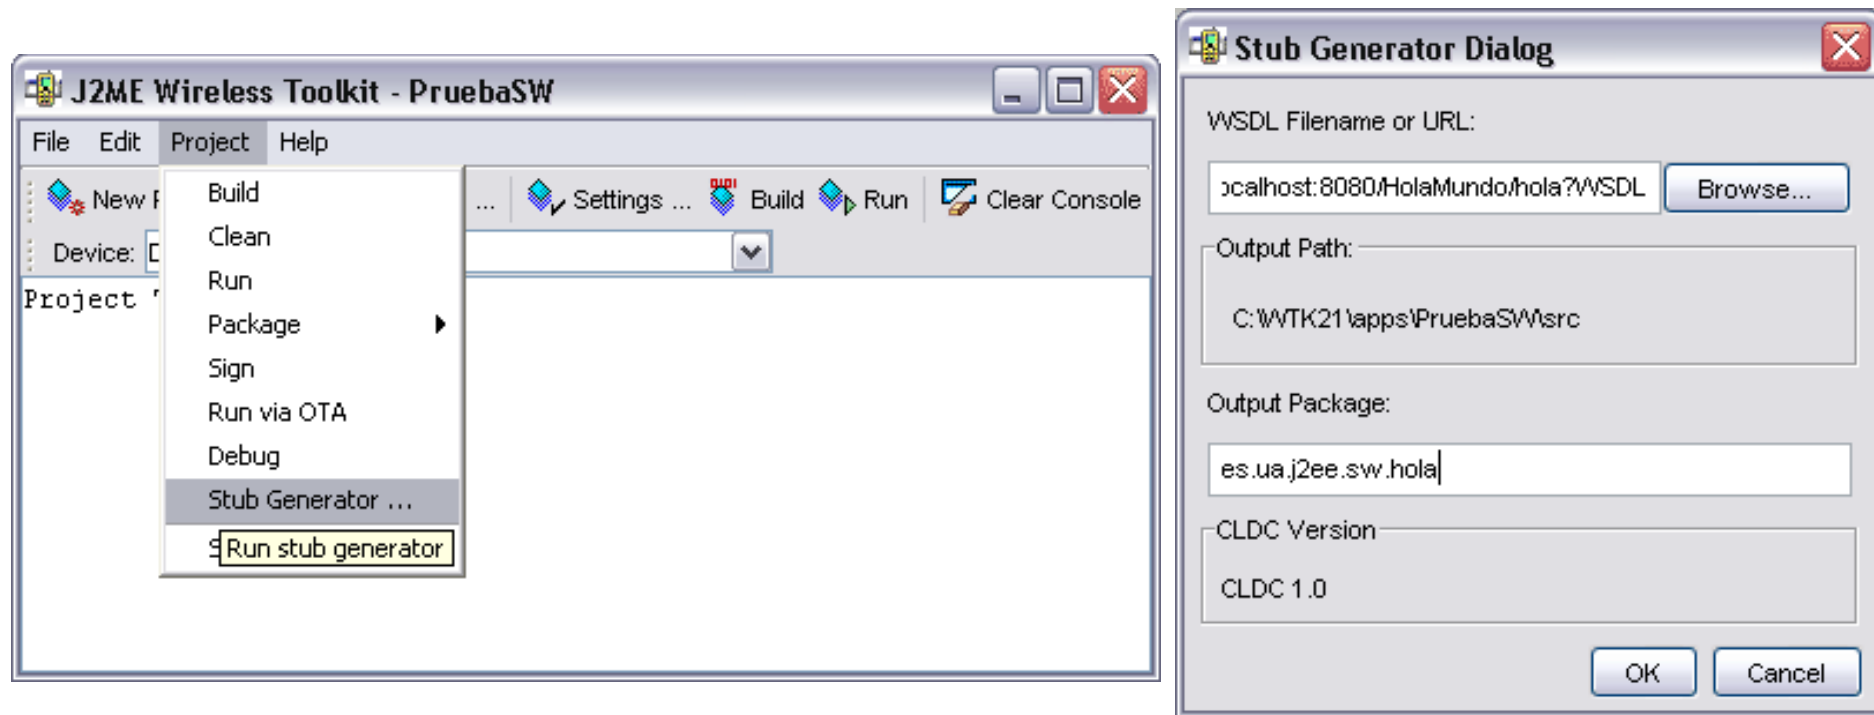 J2ME Wireless Toolkit - PruebaSW
File Edit Project Help
New ... Settings ... Build Run Clear Console
Device:
Project
Build
Clean
Run
Package
Sign
Run via OTA
Debug
Stub Generator ...
Run stub generator
Stub Generator Dialog
WSDL Filename or URL:
ocalhost:8080/HolaMundo/hola?WSDL Browse...
Output Path:
C:\WTK21\apps\PruebaSW\src
Output Package:
es.ua.j2ee.sw.hola
CLDC Version
CLDC 1.0
OK Cancel